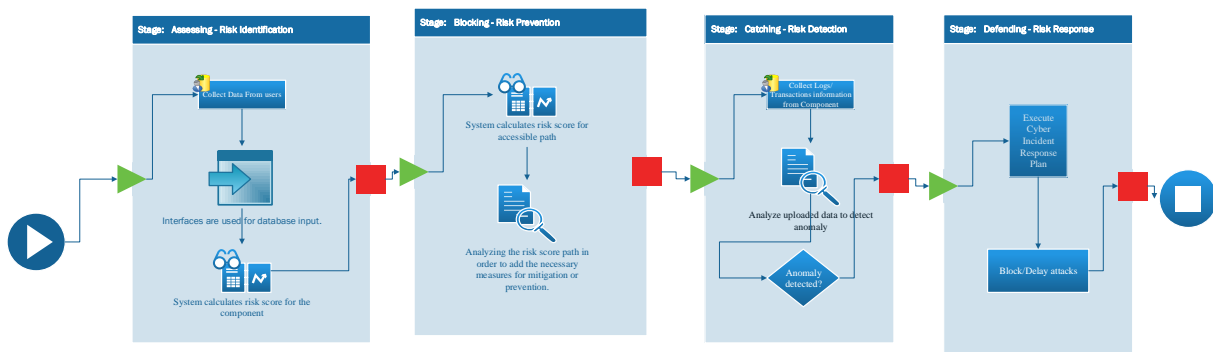 Stage: Assessing - Risk Identification
Collect Data From users
Interfaces are used for database input.
System calculates risk score for the
component
Stage: Blocking - Risk Prevention
System calculates risk score for
accessible path
Analyzing the risk score path in
order to add the necessary
measures for mitigation or
prevention.
Stage: Catching - Risk Detection
Collect Logs/
Transactions information
from Component
Analyze uploaded data to detect
anomaly
Anomaly
detected?
Stage: Defending - Risk Response
Execute
Cyber
Incident
Response
Plan
Block/Delay attacks